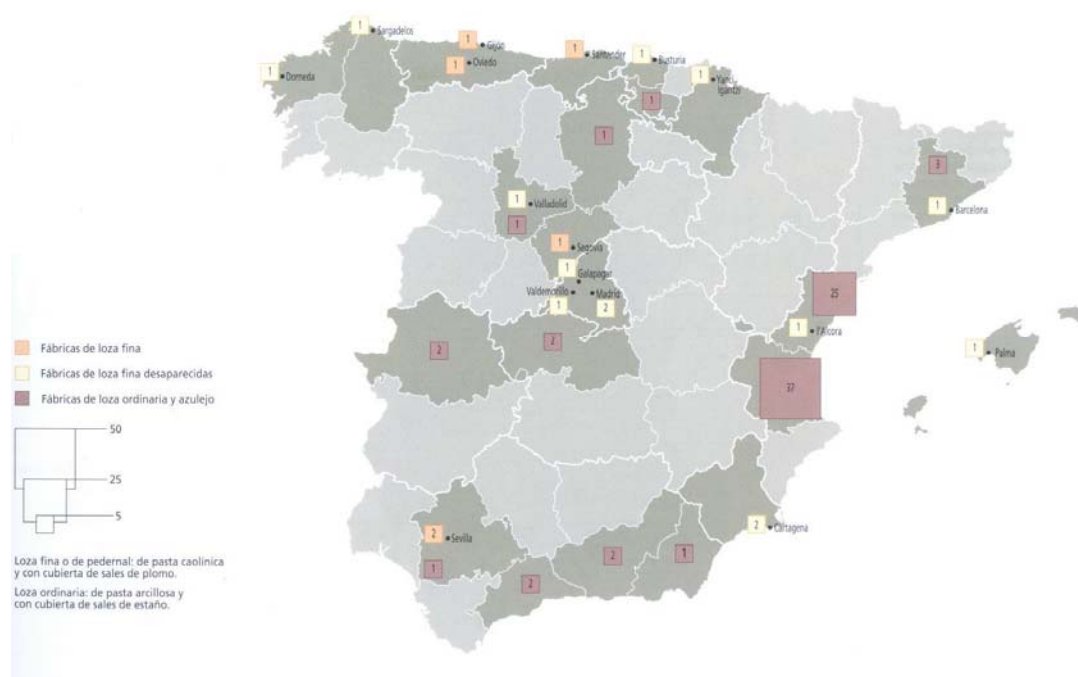 1 Sargadelos
1 Gijón
1 Oviedo
1 Santander
1 Busturia
1 Yanci-
Igantzi
1 Domeda
1
1
3
1 Barcelona
1 Valladolid
1
1 Segovia
1
Galapagar
Valdemorillo
Madrid
1
2
25
1 l'Alcora
1 Palma
2
2
37
2 Cartagena
2 Sevilla
1
2
2
1
Fábricas de loza fina
Fábricas de loza fina desaparecidas
Fábricas de loza ordinaria y azulejo
50
25
5
Loza fina o de pedernal: de pasta caolínica
y con cubierta de sales de plomo.
Loza ordinaria: de pasta arcillosa y
con cubierta de sales de estaño.